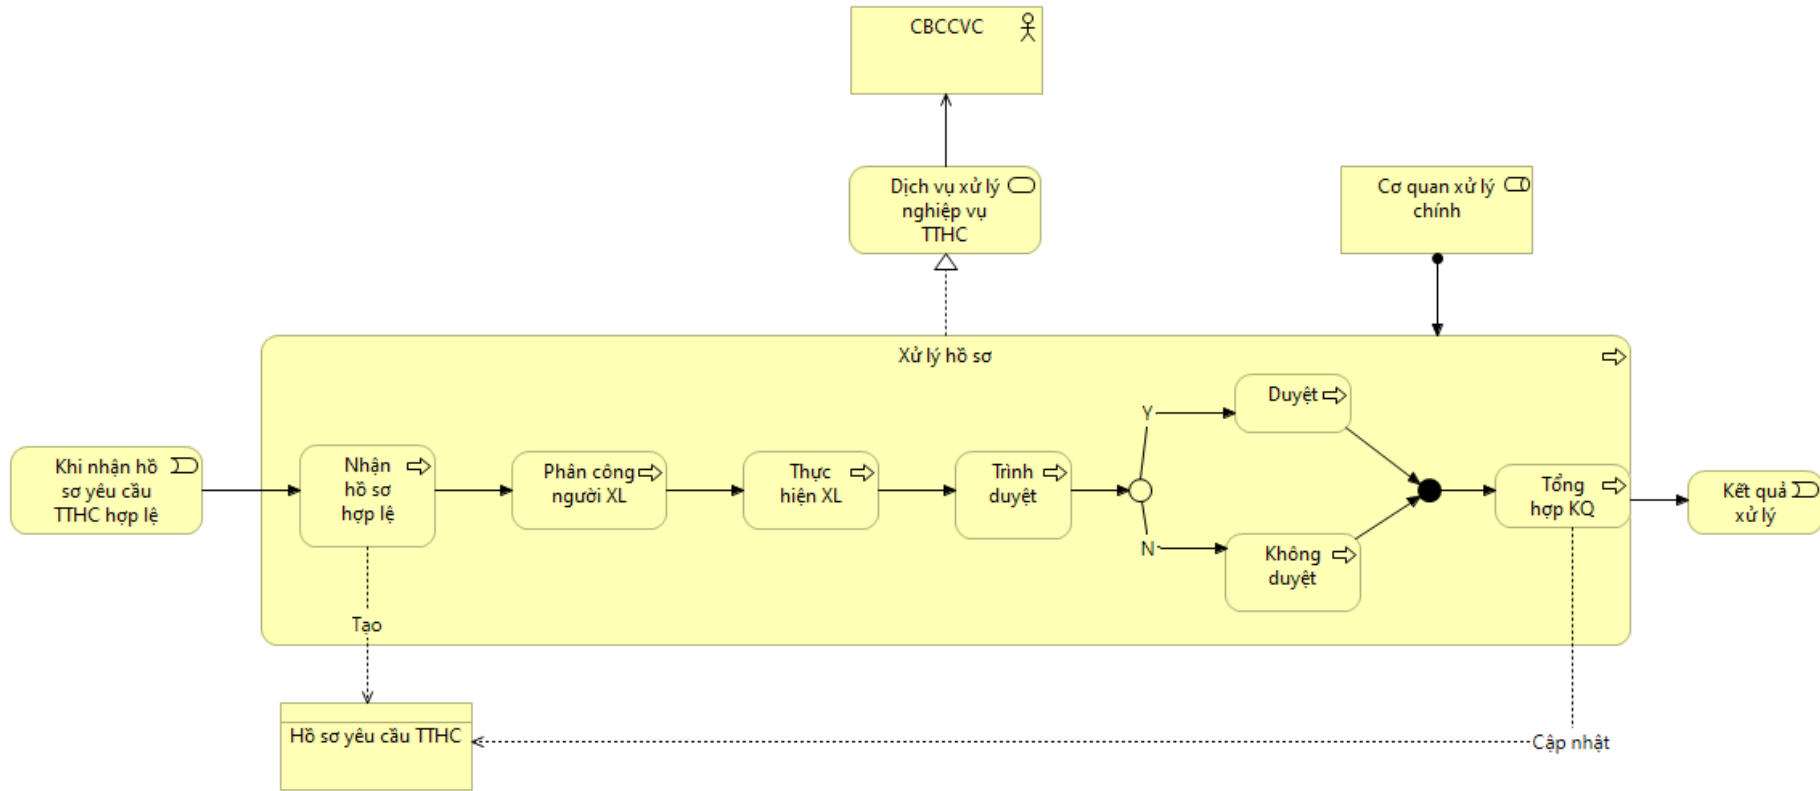 CBCCVC
Dịch vụ xử lý
nghiệp vụ
TTHC
Cơ quan xử lý
chính
Xử lý hồ sơ
Khi nhận hồ
sơ yêu cầu
TTHC hợp lệ
Nhận
hồ sơ
hợp lệ
Phân công
người XL
Thực
hiện XL
Trình
duyệt
Y
N
Duyệt
Không
duyệt
Tổng
hợp KQ
Kết quả
xử lý
Tạo
Hồ sơ yêu cầu TTHC
Cập nhật